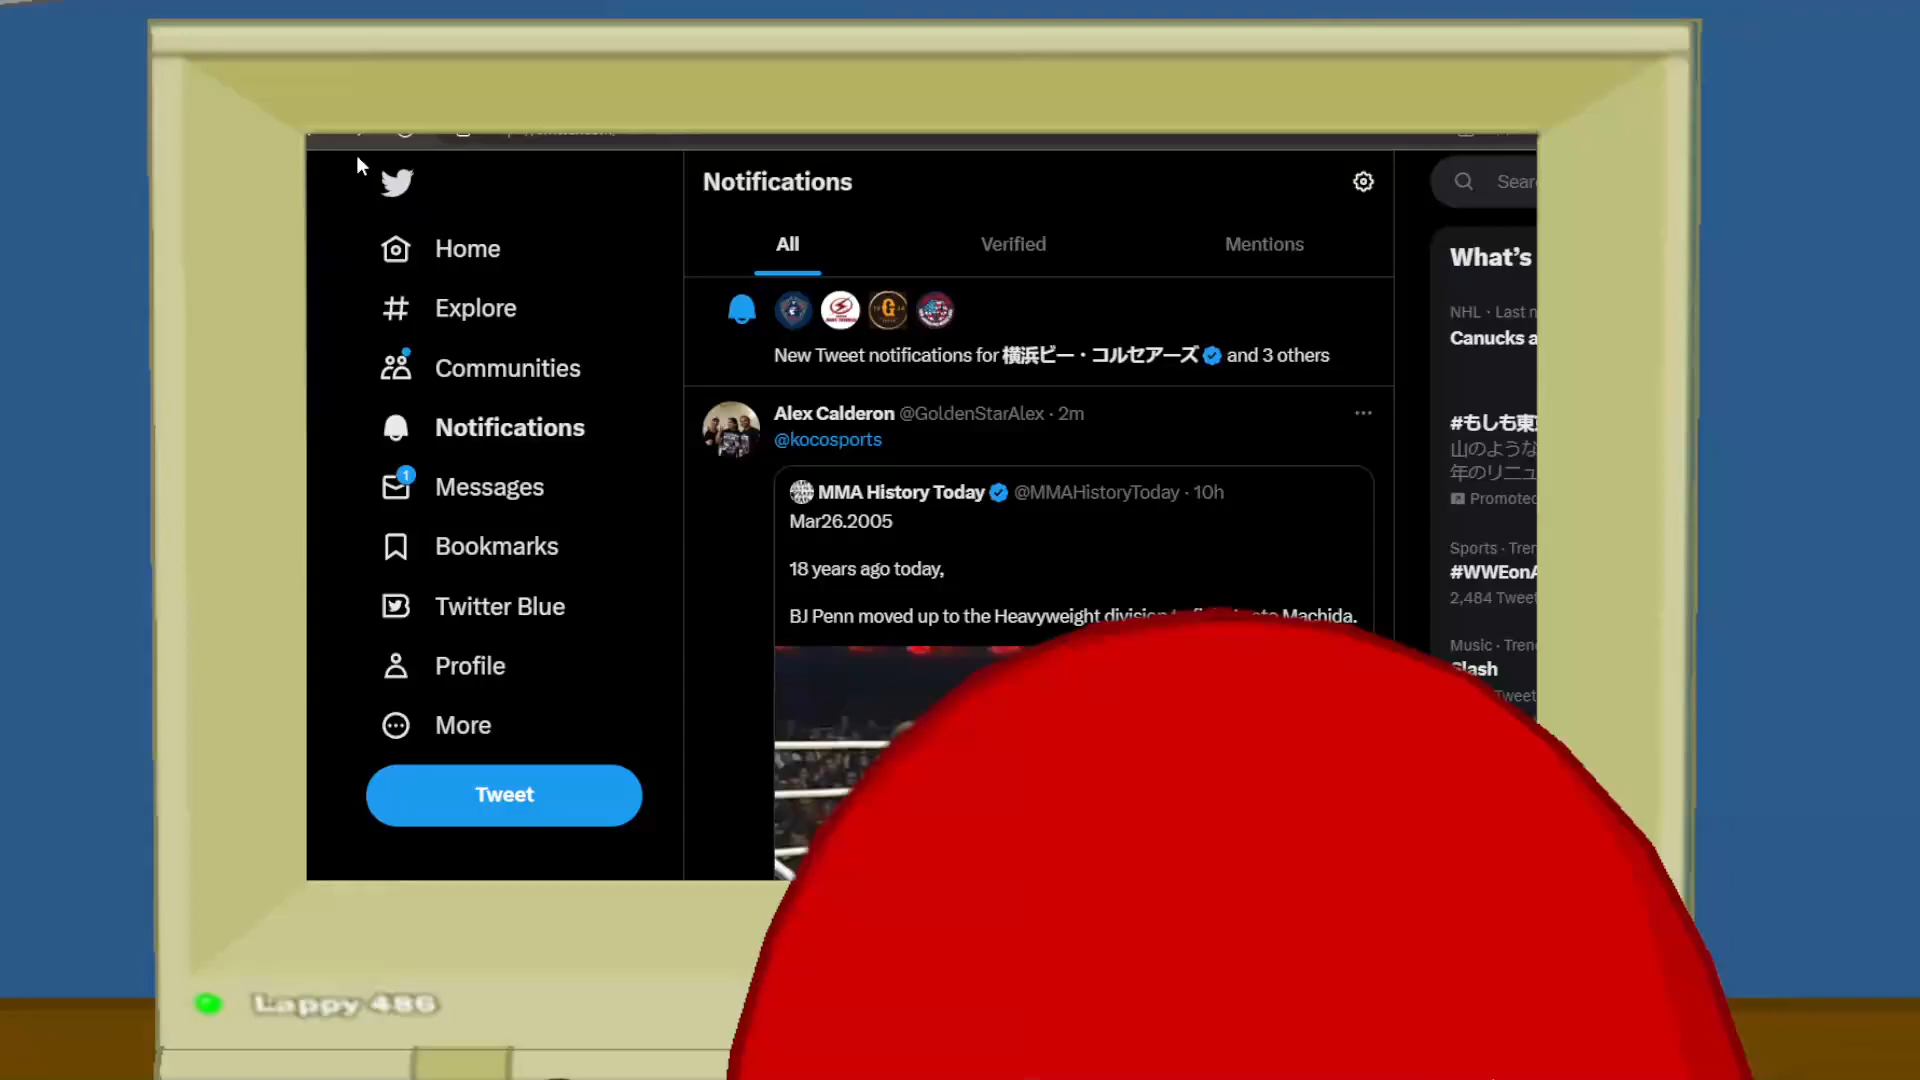 Notifications
Sear
All
Verified
Mentions
Home
Explore
Communities
Notifications
1
Messages
Bookmarks
Twitter Blue
Profile
More
Tweet
New Tweet notifications for 横浜ビー・コルセアーズ and 3 others
Alex Calderon @GoldenStarAlex · 2m
@kocosports
MMA History Today @MMAHistoryToday · 10h
Mar26.2005
18 years ago today,
BJ Penn moved up to the Heavyweight division Machida.
What's
NHL · Last n
Canucks a
#もしも東
山のような
年のリニュ
Promoted
Sports · Tren
#WWEonA
2,484 Tweet
Music · Tren
Slash
Tweet
Lappy 486